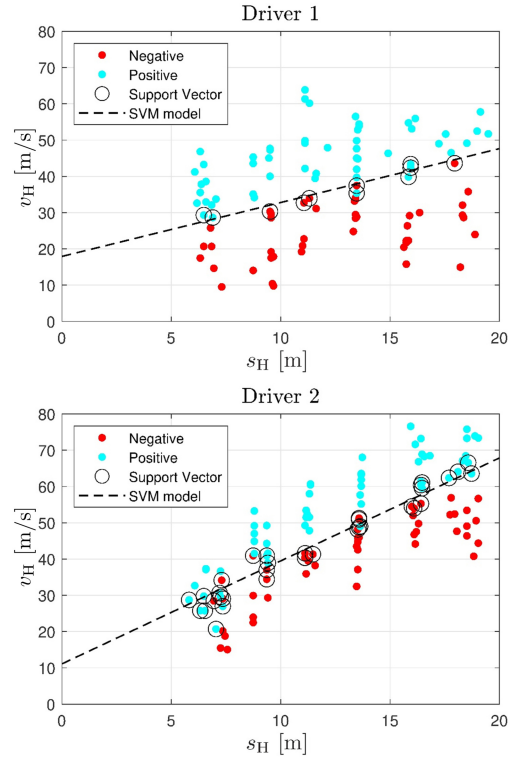 Driver 1
80
70
60
50
40
30
20
10
0
v_H [m/s]
Negative
Positive
Support Vector
SVM model
0
5
10
15
20
s_H [m]
Driver 2
80
70
60
50
40
30
20
10
0
v_H [m/s]
Negative
Positive
Support Vector
SVM model
0
5
10
15
20
s_H [m]